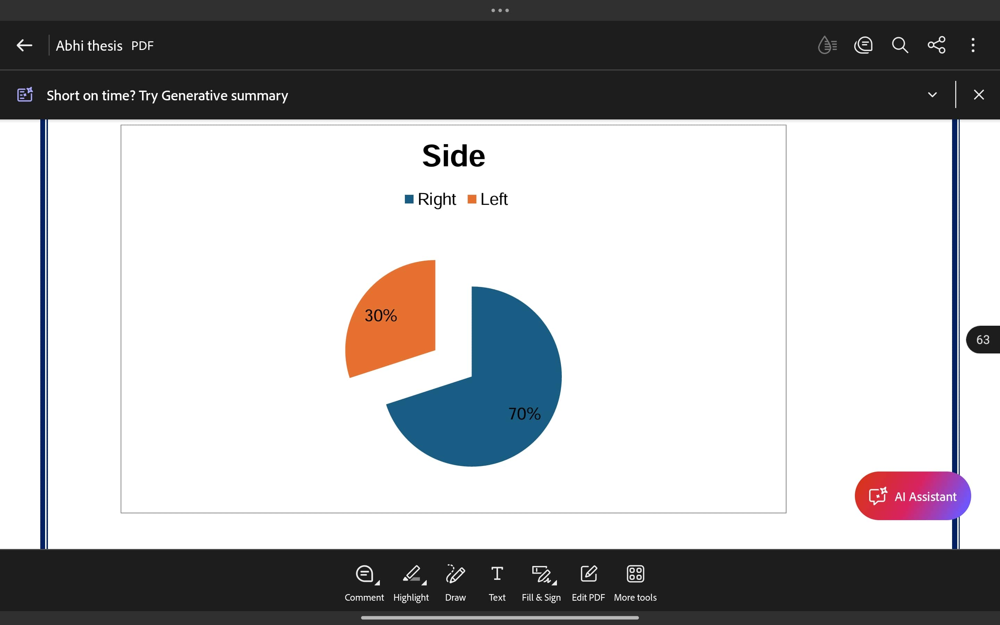 Abhi thesis PDF
Short on time? Try Generative summary
Side
Right Left
30%
70%
63
AI Assistant
Comment Highlight Draw Text Fill & Sign Edit PDF More tools